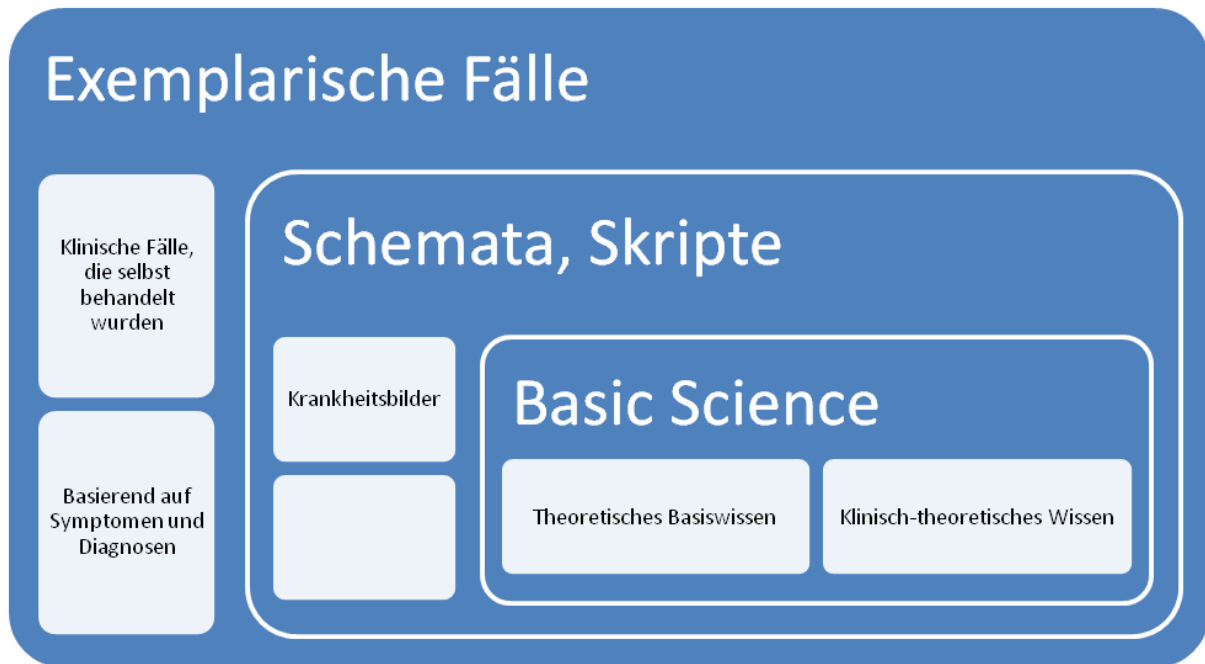 Exemplarische Fälle
Klinische Fälle,
die selbst
behandelt
wurden
Basierend auf
Symptomen und
Diagnosen
Schemata, Skripte
Krankheitsbilder
Basic Science
Theoretisches Basiswissen
Klinisch-theoretisches Wissen